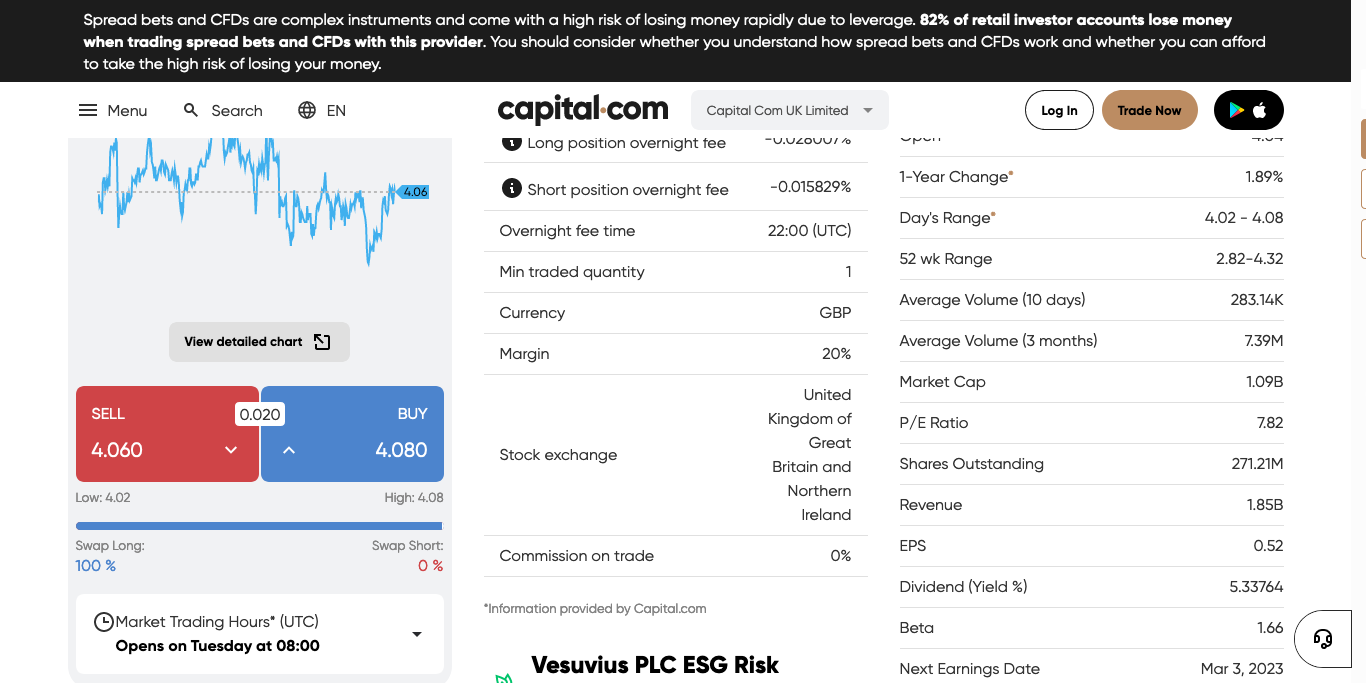 Spread bets and CFDs are complex instruments and come with a high risk of losing money rapidly due to leverage. 82% of retail investor accounts lose money
when trading spread bets and CFDs with this provider. You should consider whether you understand how spread bets and CFDs work and whether you can afford
to take the high risk of losing your money.
Menu
Search
EN
capital.com
Capital Com UK Limited
Log In
Trade Now
4.06
View detailed chart
SELL
4.060
0.020
BUY
4.080
Low: 4.02
High: 4.08
Swap Long:
Swap Short:
100 %
0 %
Market Trading Hours* (UTC)
Opens on Tuesday at 08:00
Long position overnight fee -0.028007%
Short position overnight fee -0.015829%
Overnight fee time 22:00 (UTC)
Min traded quantity 1
Currency GBP
Margin 20%
Stock exchange
United
Kingdom of
Great
Britain and
Northern
Ireland
Commission on trade 0%
*Information provided by Capital.com
Vesuvius PLC ESG Risk
Open 4.04
1-Year Change* 1.89%
Day's Range* 4.02 - 4.08
52 wk Range 2.82-4.32
Average Volume (10 days) 283.14K
Average Volume (3 months) 7.39M
Market Cap 1.09B
P/E Ratio 7.82
Shares Outstanding 271.21M
Revenue 1.85B
EPS 0.52
Dividend (Yield %) 5.33764
Beta 1.66
Next Earnings Date Mar 3, 2023